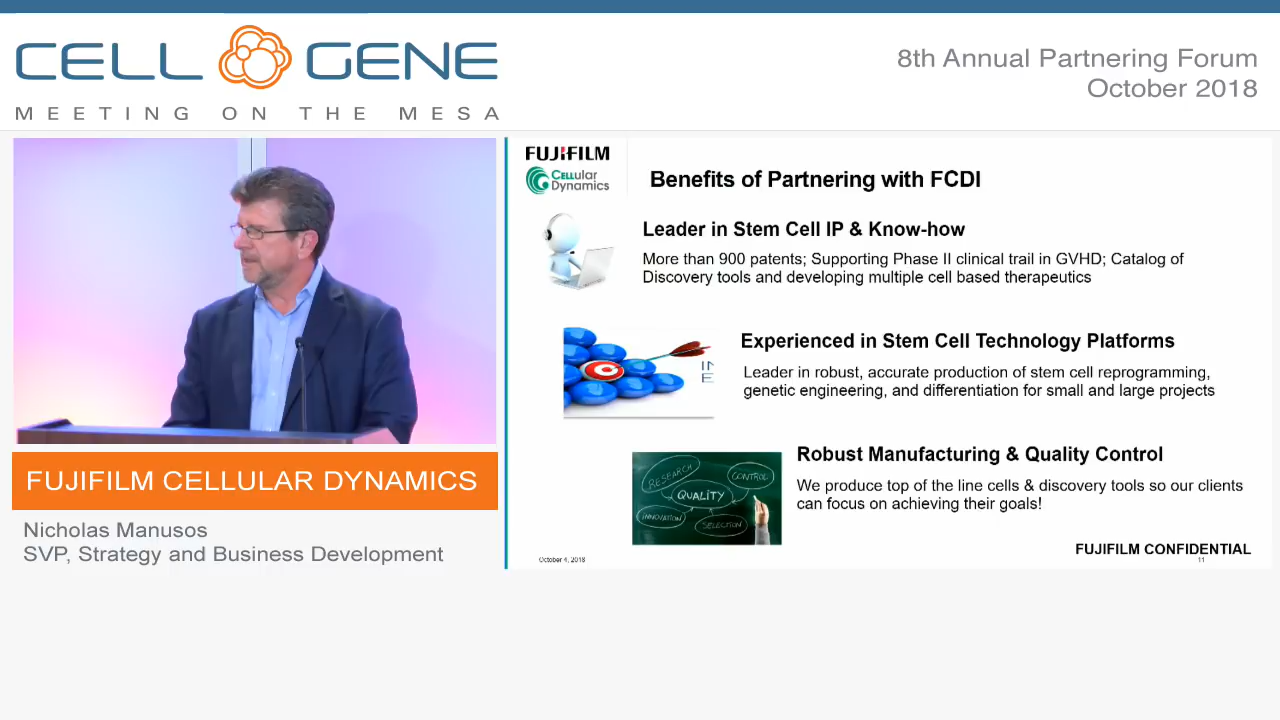 CELL GENE
MEETING ON THE MESA
8th Annual Partnering Forum
October 2018
FUJIFILM
Cellular
Dynamics
Benefits of Partnering with FCDI
Leader in Stem Cell IP & Know-how
More than 900 patents; Supporting Phase II clinical trail in GVHD; Catalog of
Discovery tools and developing multiple cell based therapeutics
Experienced in Stem Cell Technology Platforms
Leader in robust, accurate production of stem cell reprogramming,
genetic engineering, and differentiation for small and large projects
Robust Manufacturing & Quality Control
We produce top of the line cells & discovery tools so our clients
can focus on achieving their goals!
RESEARCH
CONTROL
QUALITY
INNOVATION
SELECTION
October 4, 2018
FUJIFILM CONFIDENTIAL
11
FUJIFILM CELLULAR DYNAMICS
Nicholas Manusos
SVP, Strategy and Business Development